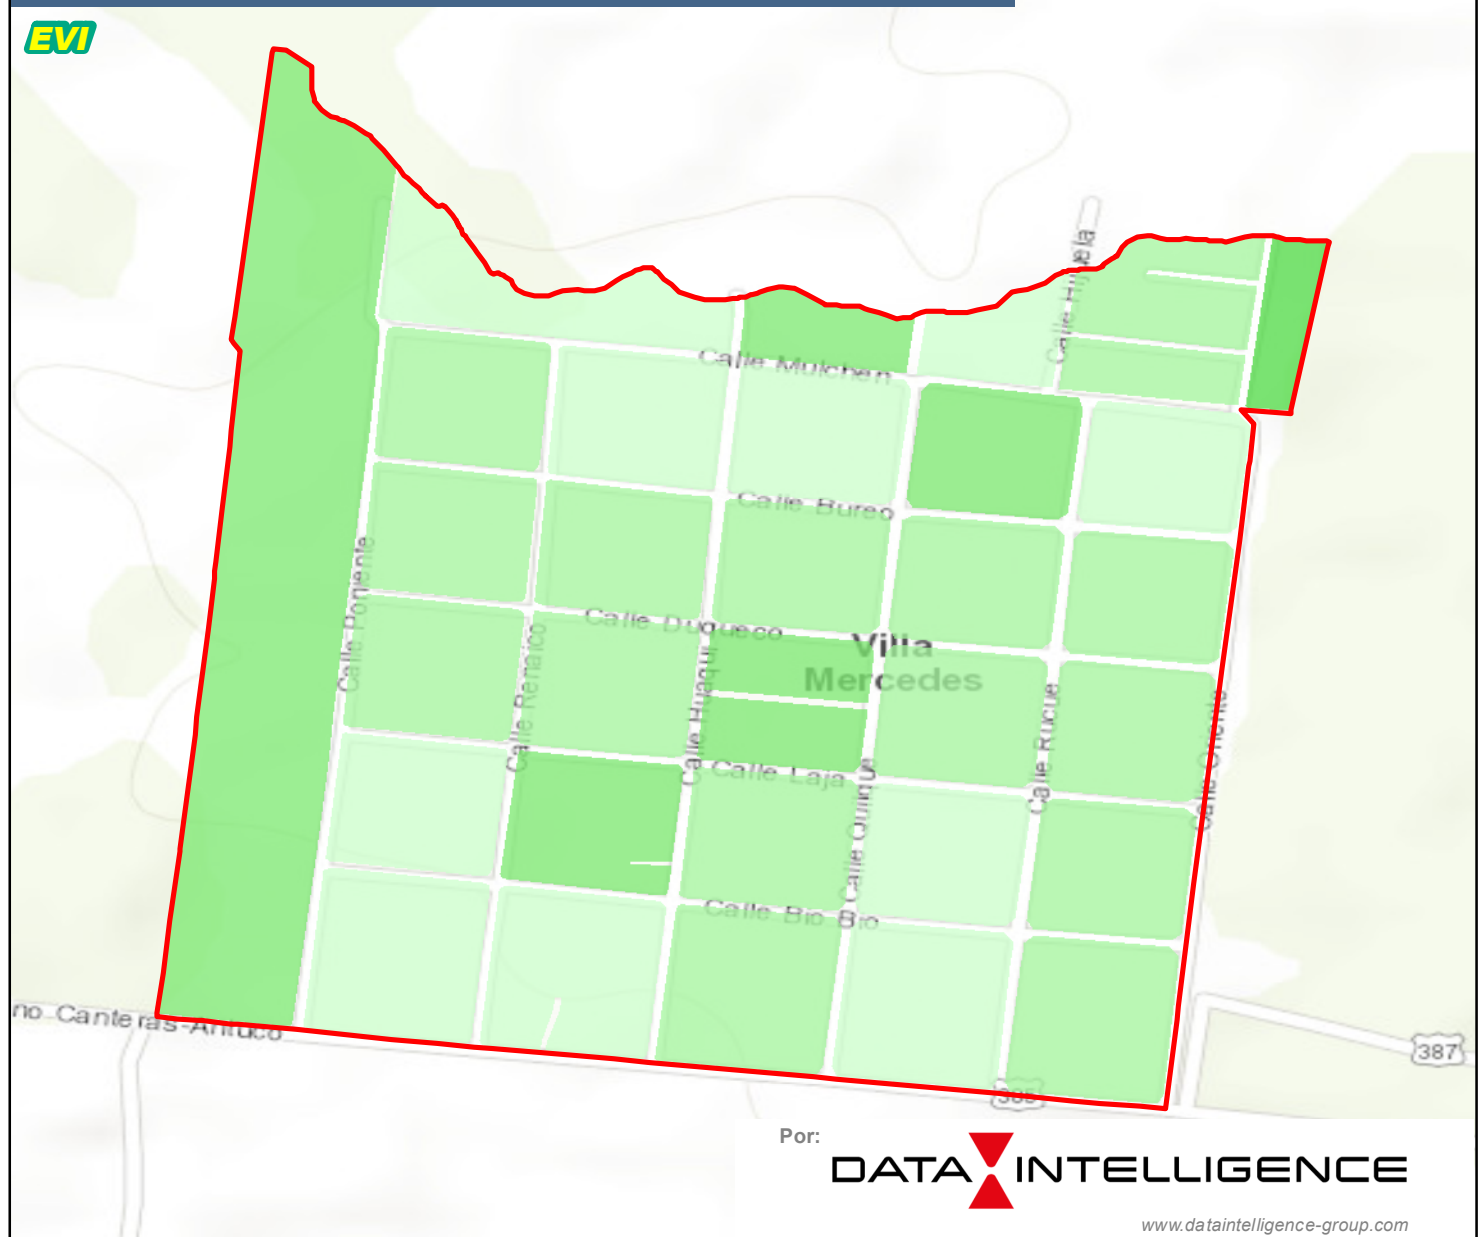 EVI
Calle Hijuela
Calle Mulchen
Calle Bureo
Calle Poniente
Calle Duqueco
Calle Renaico
Calle Huaqui
Villa
Mercedes
Calle Rucue
Calle Oriente
Calle Laja
Calle Quilque
Calle Bio Bio
no Canteras-Antuco
387
385
Por:
DATA INTELLIGENCE
www.dataintelligence-group.com